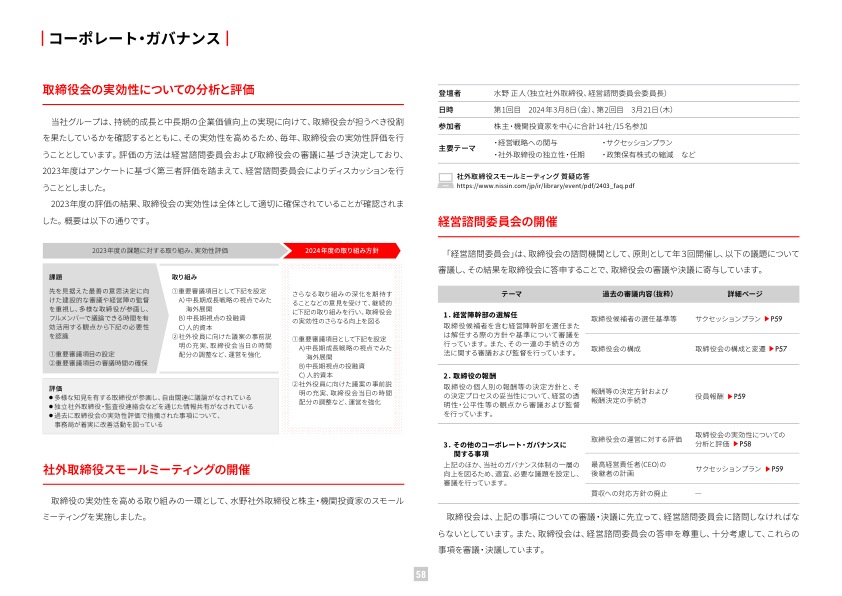 コーポレート・ガバナンス
取締役会の実効性についての分析と評価
当社グループは、持続的成長と中長期の企業価値向上の実現に向けて、取締役会が担うべき役割
を果たしているかを確認するとともに、その実効性を高めるため、毎年、取締役会の実効性評価を行
うこととしています。評価の方法は経営諮問委員会および取締役会の審議に基づき決定しており、
2023年度はアンケートに基づく第三者評価を踏まえて、経営諮問委員会によりディスカッションを行
うこととしました。
2023年度の評価の結果、取締役会の実効性は全体として適切に確保されていることが確認されま
した。概要は以下の通りです。
2023年度の課題に対する取り組み、実効性評価
2024年度の取り組み方針
課題
先を見据えた最善の意思決定に向
けた建設的な審議や経営陣の監督
を重視し、多様な取締役が参画し、
フルメンバーで議論できる時間を有
効活用する観点から下記の必要性
を認識
①重要審議項目の設定
②重要審議項目の審議時間の確保
取り組み
①重要審議項目として下記を設定
A)中長期成長戦略の視点でみた
海外展開
B)中長期視点の投融資
C)人的資本
②社外役員に向けた議案の事前説
明の充実、取締役会当日の時間
配分の調整など、運営を強化
さらなる取り組みの深化を期待す
ることなどの意見を受けて、継続的
に下記の取り組みを行い、取締役会
の実効性のさらなる向上を図る
①重要審議項目として下記を設定
A)中長期成長戦略の視点でみた
海外展開
B)中長期視点の投融資
C)人的資本
②社外役員に向けた議案の事前説
明の充実、取締役会当日の時間
配分の調整など、運営を強化
評価
●多様な知見を有する取締役が参画し、自由闊達に議論がなされている
●独立社外取締役・監査役連絡会などを通じた情報共有がなされている
●過去に取締役会の実効性評価で指摘された事項について、
事務局が着実に改善活動を図っている
社外取締役スモールミーティングの開催
取締役の実効性を高める取り組みの一環として、水野社外取締役と株主・機関投資家のスモール
ミーティングを実施しました。
登壇者 水野 正人(独立社外取締役、経営諮問委員会委員長)
日時 第1回目 2024年3月8日(金)、第2回目 3月21日(木)
参加者 株主・機関投資家を中心に合計14社/15名参加
主要テーマ ・経営戦略への関与 ・サクセッションプラン
・社外取締役の独立性・任期 ・政策保有株式の縮減 など
社外取締役スモールミーティング 質疑応答
https://www.nissin.com/jp/ir/library/event/pdf/2403_faq.pdf
経営諮問委員会の開催
「経営諮問委員会」は、取締役会の諮問機関として、原則として年3回開催し、以下の議題について
審議し、その結果を取締役会に答申することで、取締役会の審議や決議に寄与しています。
テーマ 過去の審議内容(抜粋) 詳細ページ
1. 経営陣幹部の選解任
取締役候補者を含む経営陣幹部を選任また
は解任する際の方針や基準について審議を
行っています。また、その一連の手続きの方
法に関する審議および監督を行っています。
取締役候補者の選任基準等 サクセッションプラン ▶P59
取締役会の構成 取締役会の構成と変遷 ▶P57
2. 取締役の報酬
取締役の個人別の報酬等の決定方針と、そ
の決定プロセスの妥当性について、経営の透
明性・公平性等の観点から審議および監督
を行っています。
報酬等の決定方針および
報酬決定の手続き
役員報酬 ▶P59
3. その他のコーポレート・ガバナンスに
関する事項
上記のほか、当社のガバナンス体制の一層の
向上を図るため、適宜、必要な議題を設定し、
審議を行っています。
取締役会の運営に対する評価
取締役会の実効性についての
分析と評価 ▶P58
最高経営責任者(CEO)の
後継者の計画
サクセッションプラン ▶P59
買収への対応方針の廃止 —
取締役会は、上記の事項についての審議・決議に先立って、経営諮問委員会に諮問しなければな
らないとしています。また、取締役会は、経営諮問委員会の答申を尊重し、十分考慮して、これらの
事項を審議・決議しています。
58